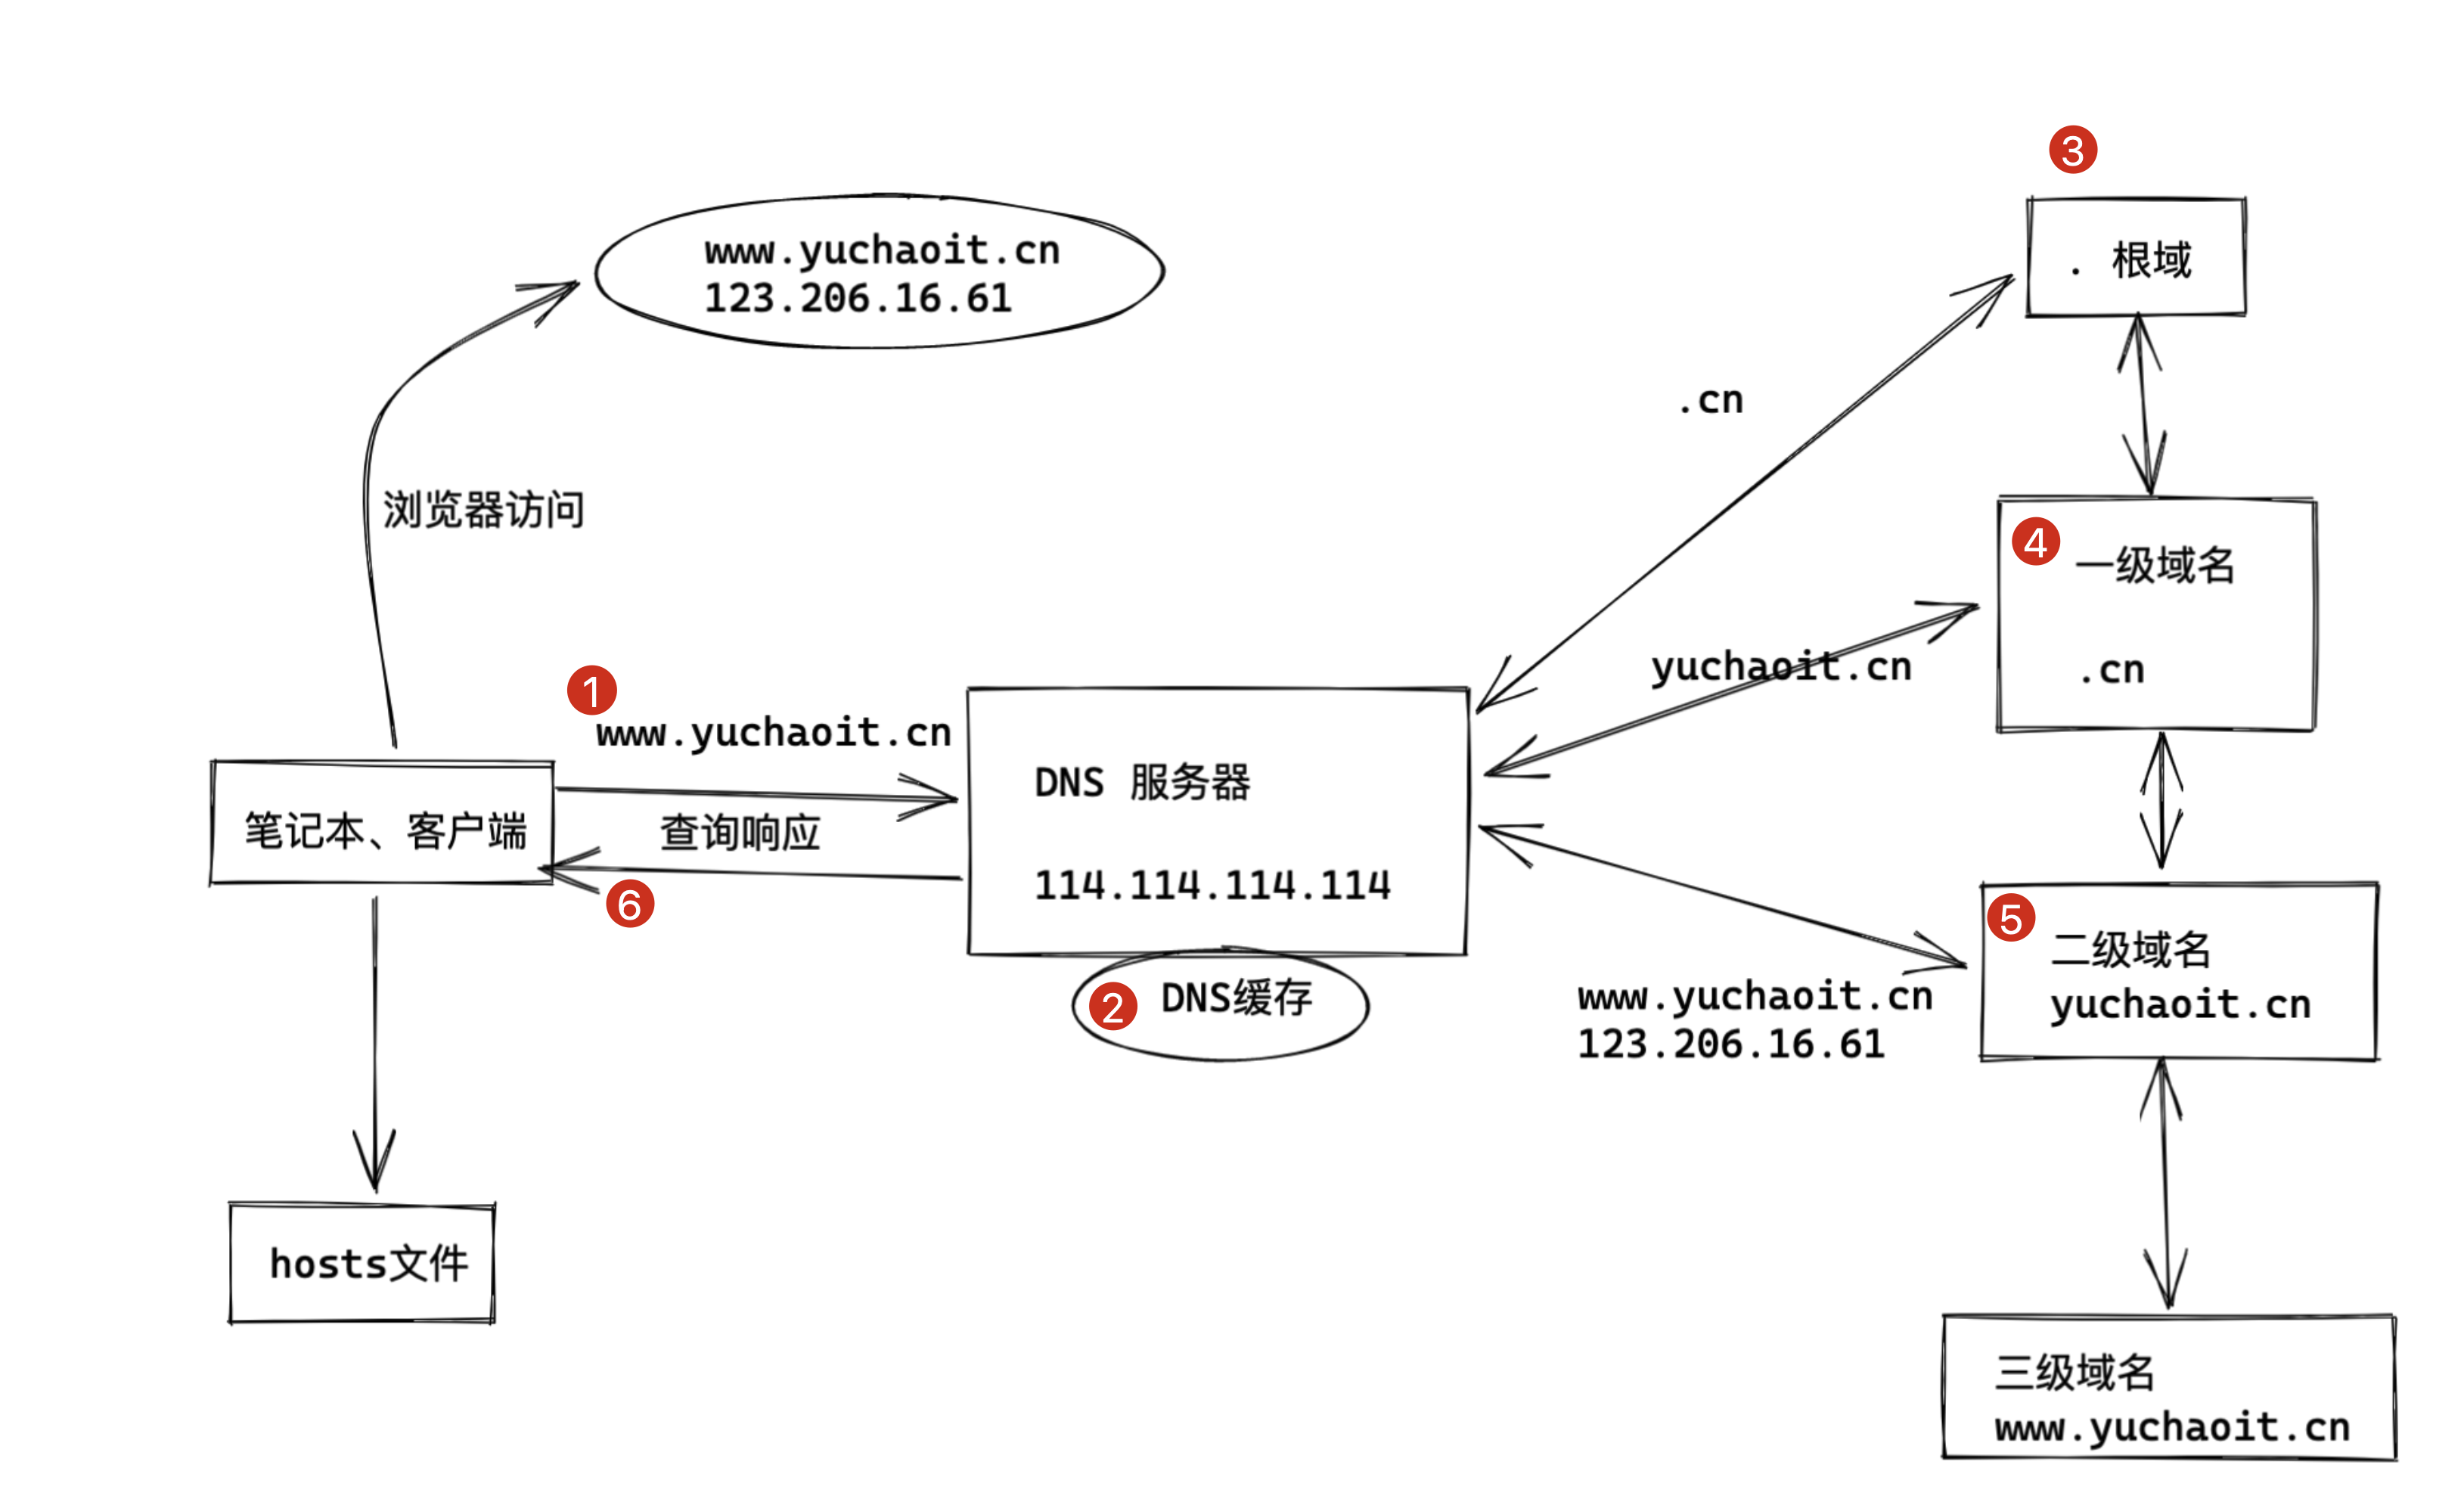 3
. 根域
www.yuchaoit.cn
123.206.16.61
.cn
浏览器访问
4
一级域名
.cn
yuchaoit.cn
1
www.yuchaoit.cn
DNS 服务器
114.114.114.114
笔记本、客户端
查询响应
6
5
二级域名
yuchaoit.cn
2
DNS缓存
www.yuchaoit.cn
123.206.16.61
hosts文件
三级域名
www.yuchaoit.cn